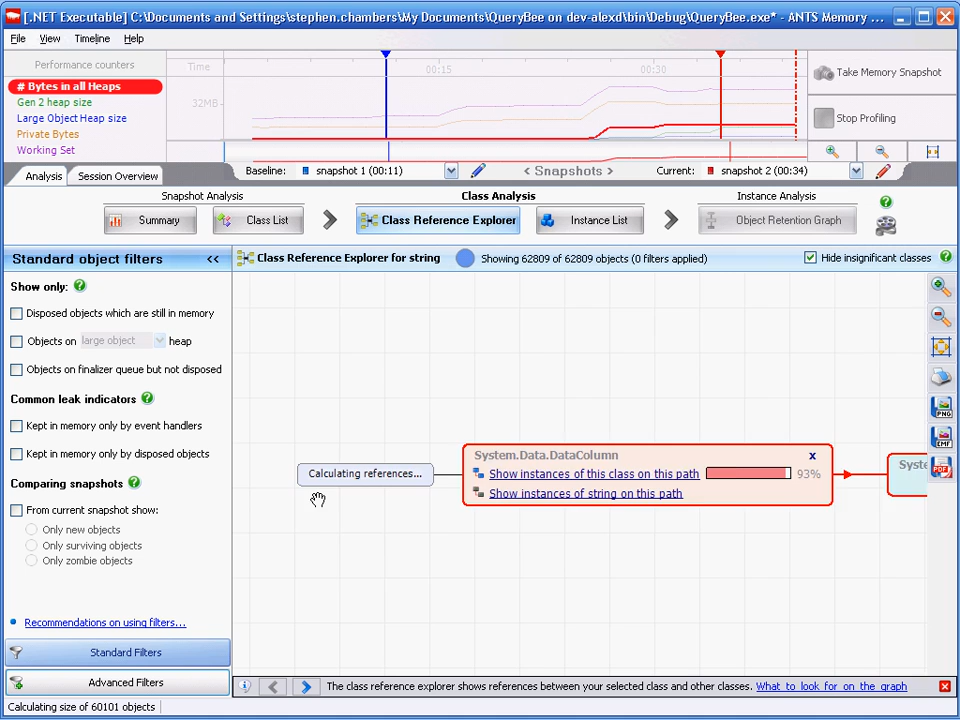 [.NET Executable] C:\Documents and Settings\stephen.chambers\My Documents\QueryBee on dev-alexd\bin\Debug\QueryBee.exe* - ANTS Memory ...
File View Timeline Help
Performance counters
# Bytes in all Heaps
Gen 2 heap size
Large Object Heap size
Private Bytes
Working Set
Time 00:15 00:30
32MB
Take Memory Snapshot
Stop Profiling
Analysis Session Overview
Baseline: snapshot 1 (00:11) < Snapshots > Current: snapshot 2 (00:34)
Snapshot Analysis Class Analysis Instance Analysis
Summary Class List Class Reference Explorer Instance List Object Retention Graph
Standard object filters <<
Class Reference Explorer for string Showing 62809 of 62809 objects (0 filters applied) Hide insignificant classes
Show only:
Disposed objects which are still in memory
Objects on large object heap
Objects on finalizer queue but not disposed
Common leak indicators
Kept in memory only by event handlers
Kept in memory only by disposed objects
Comparing snapshots
From current snapshot show:
Only new objects
Only surviving objects
Only zombie objects
Recommendations on using filters...
Standard Filters
Advanced Filters
Calculating references...
System.Data.DataColumn x
Show instances of this class on this path 93%
Show instances of string on this path
Syste
PNG
EMF
PDF
The class reference explorer shows references between your selected class and other classes. What to look for on the graph
Calculating size of 60101 objects